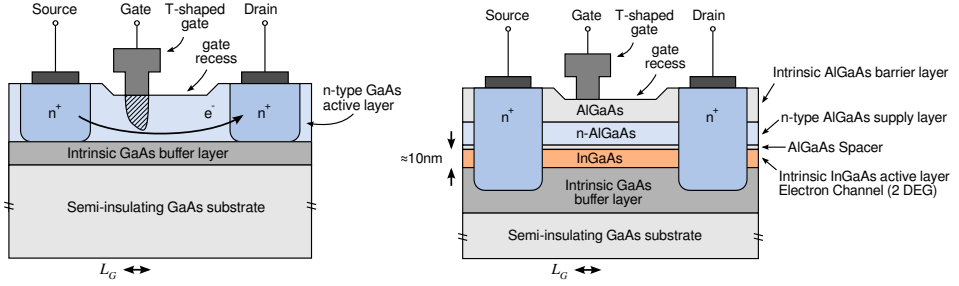 Source
Gate
T-shaped
gate
Drain
gate
recess
n-type GaAs
active layer
n+
e-
n+
Intrinsic GaAs buffer layer
Semi-insulating GaAs substrate
LG
Source
Gate
T-shaped
gate
Drain
gate
recess
Intrinsic AlGaAs barrier layer
n+
AlGaAs
n+
n-AlGaAs
n-type AlGaAs supply layer
AlGaAs Spacer
≈10nm
InGaAs
Intrinsic InGaAs active layer
Electron Channel (2 DEG)
Intrinsic GaAs
buffer layer
Semi-insulating GaAs substrate
LG